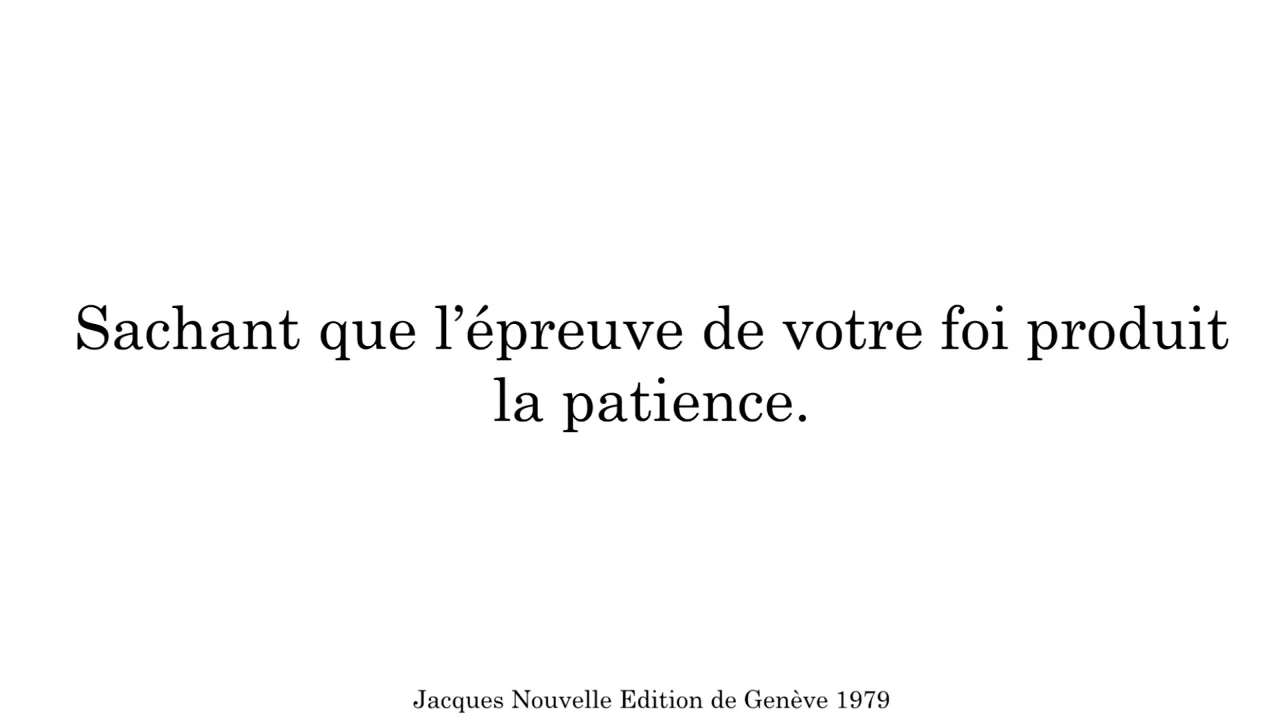 Sachant que l’épreuve de votre foi produit
la patience.
Jacques Nouvelle Edition de Genève 1979